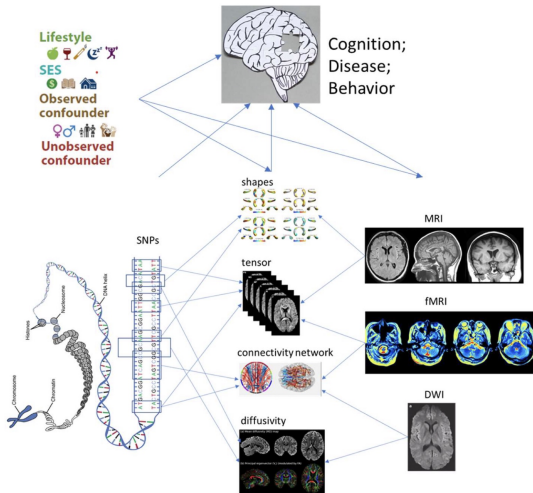 Lifestyle
SES
Observed
confounder
Unobserved
confounder
Cognition;
Disease;
Behavior
shapes
SNPs
MRI
tensor
fMRI
connectivity network
DWI
diffusivity
DNA helix
Nucleosome
Histones
Chromatin
Chromosome